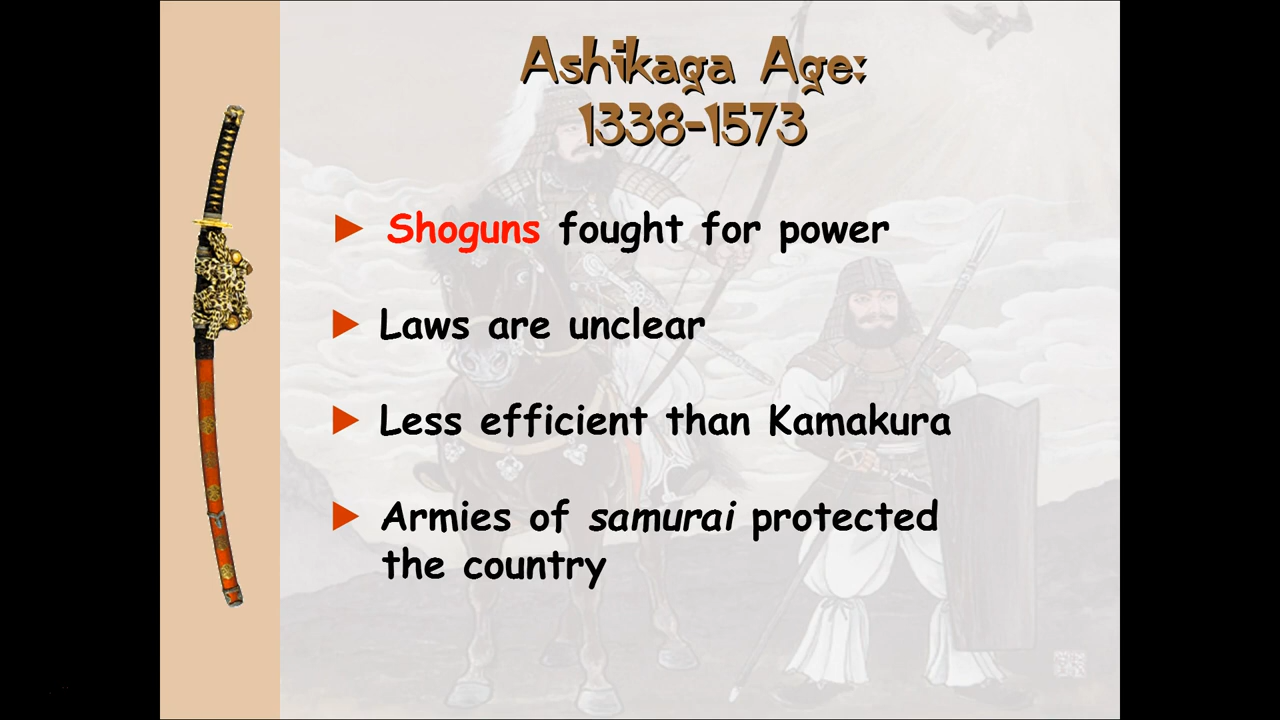 Ashikaga Age:
1338-1573
► Shoguns fought for power
► Laws are unclear
► Less efficient than Kamakura
► Armies of samurai protected
the country